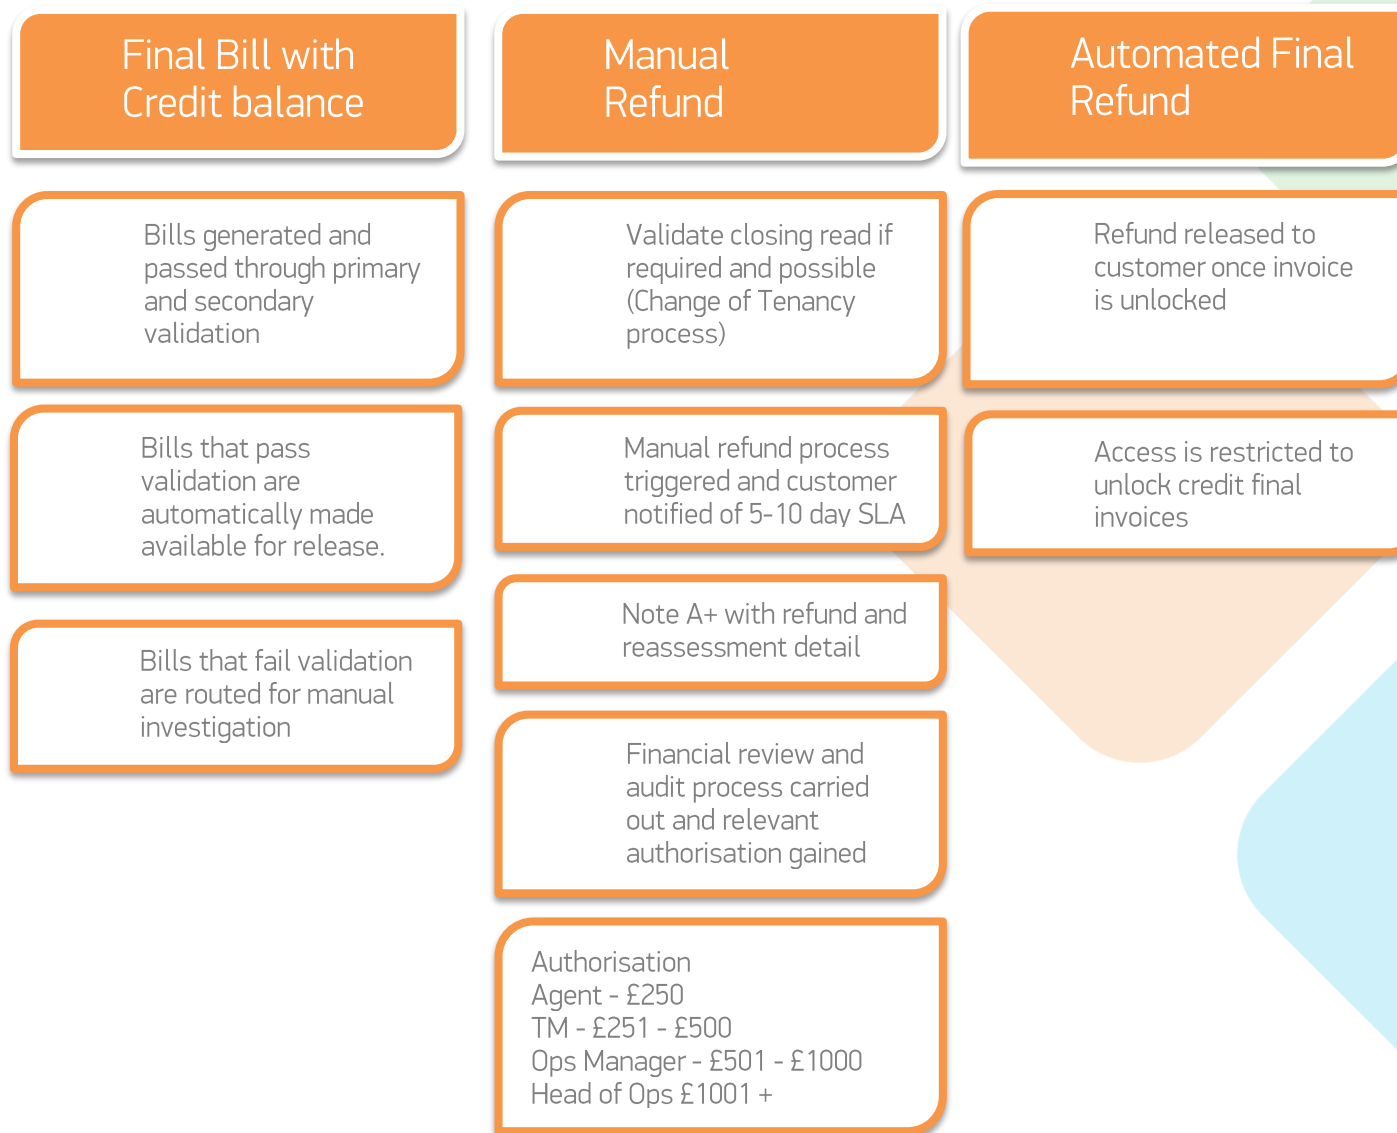 Final Bill with
Credit balance
Bills generated and
passed through primary
and secondary
validation
Bills that pass
validation are
automatically made
available for release.
Bills that fail validation
are routed for manual
investigation
Manual
Refund
Validate closing read if
required and possible
(Change of Tenancy
process)
Manual refund process
triggered and customer
notified of 5-10 day SLA
Note A+ with refund and
reassessment detail
Financial review and
audit process carried
out and relevant
authorisation gained
Authorisation
Agent - £250
TM - £251 - £500
Ops Manager - £501 - £1000
Head of Ops £1001 +
Automated Final
Refund
Refund released to
customer once invoice
is unlocked
Access is restricted to
unlock credit final
invoices